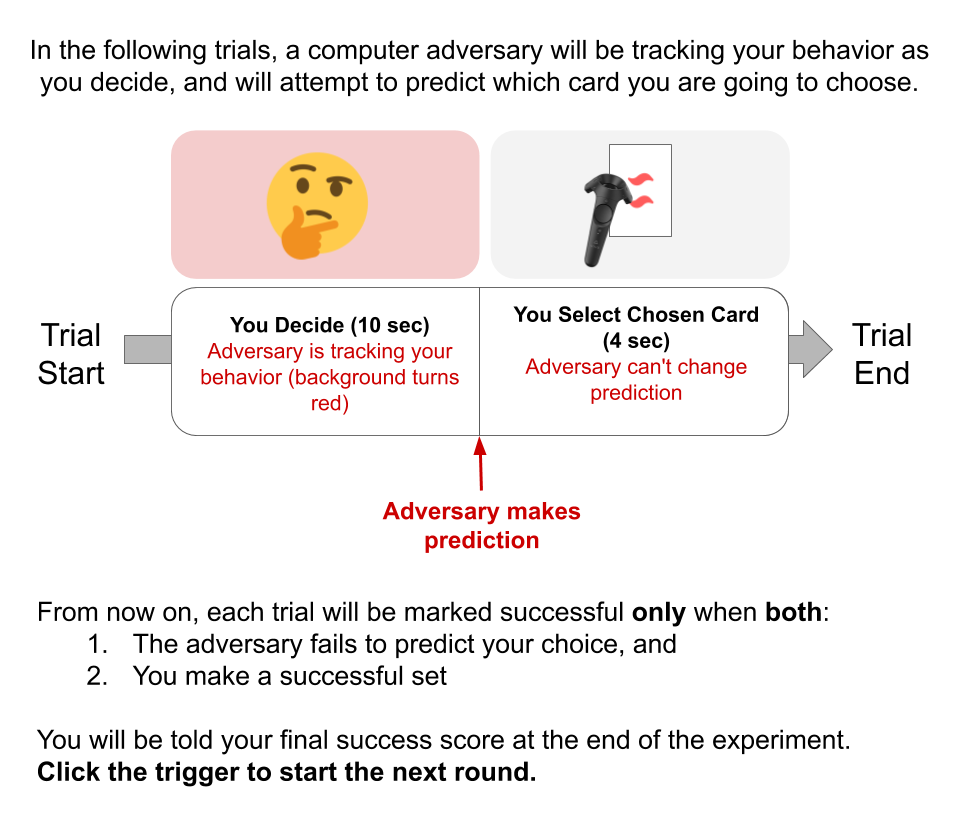 In the following trials, a computer adversary will be tracking your behavior as
you decide, and will attempt to predict which card you are going to choose.
Trial
Start
You Decide (10 sec)
Adversary is tracking your
behavior (background turns
red)
You Select Chosen Card
(4 sec)
Adversary can't change
prediction
Trial
End
Adversary makes
prediction
From now on, each trial will be marked successful only when both:
1. The adversary fails to predict your choice, and
2. You make a successful set
You will be told your final success score at the end of the experiment.
Click the trigger to start the next round.